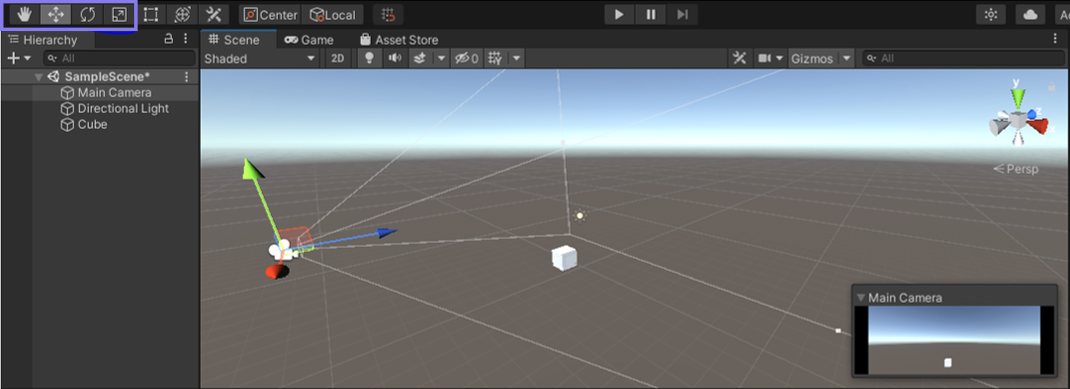 Center Local Ac
Hierarchy
All
SampleScene*
Main Camera
Directional Light
Cube
Scene Game Asset Store
Shaded 2D 0 Gizmos All
y
z
x
Persp
Main Camera